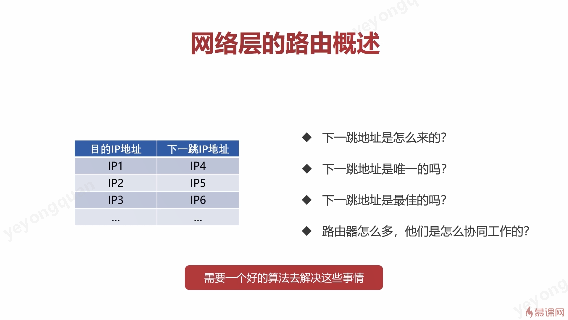 网络层的路由概述
目的IP地址 下一跳IP地址
IP1 IP4
IP2 IP5
IP3 IP6
... ...
◆ 下一跳地址是怎么来的?
◆ 下一跳地址是唯一的吗?
◆ 下一跳地址是最佳的吗?
◆ 路由器怎么多，他们是怎么协同工作的?
需要一个好的算法去解决这些事情
慕课网